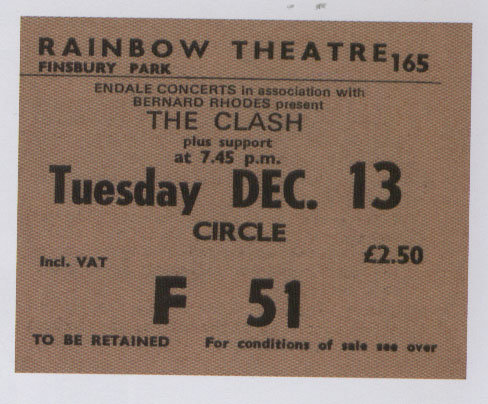 RAINBOW THEATRE 165
FINSBURY PARK
ENDALE CONCERTS in association with
BERNARD RHODES present
THE CLASH
plus support
at 7.45 p.m.
Tuesday DEC. 13
CIRCLE
Incl. VAT £2.50
F 51
TO BE RETAINED For conditions of sale see over